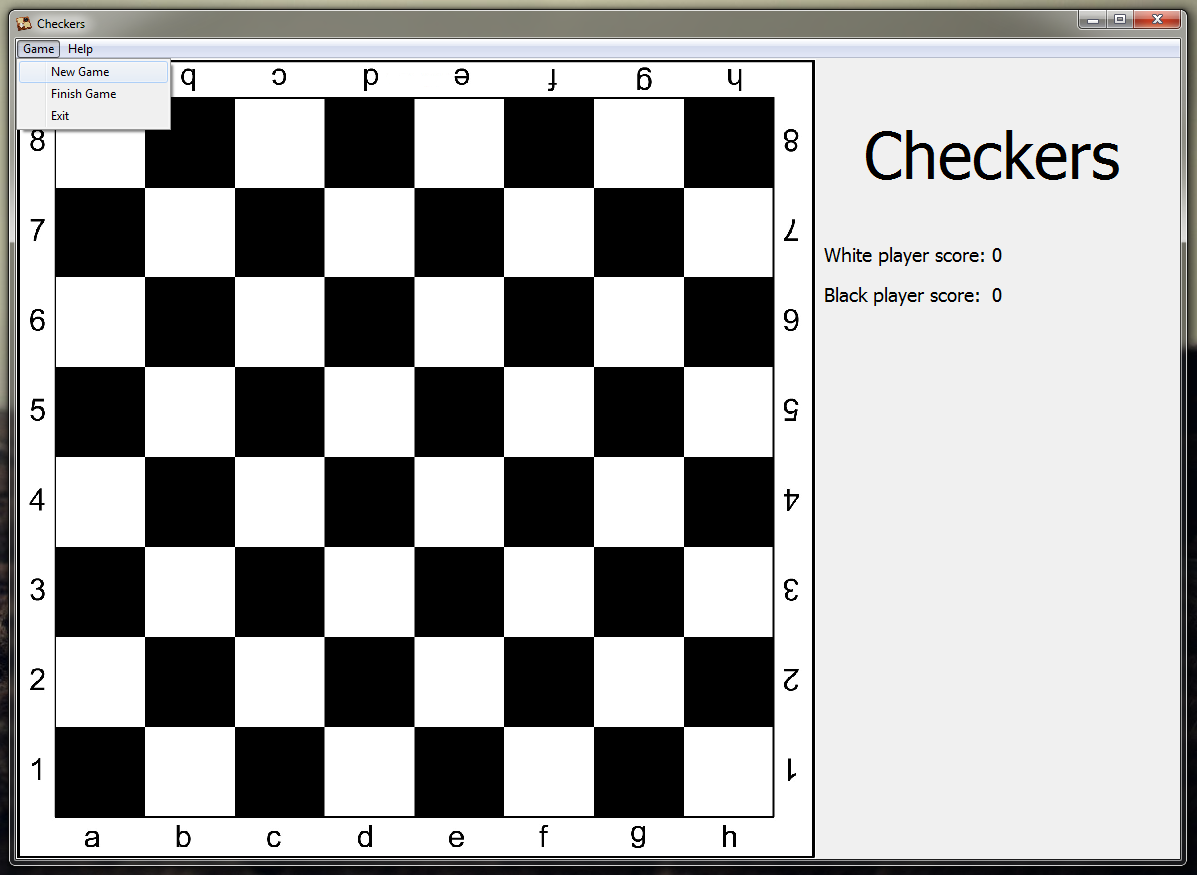 Checkers
Game Help
New Game
Finish Game
Exit
b c d e f g h
8 8
7 7
6 6
5 5
4 4
3 3
2 2
1 1
a b c d e f g h
Checkers
White player score: 0
Black player score: 0